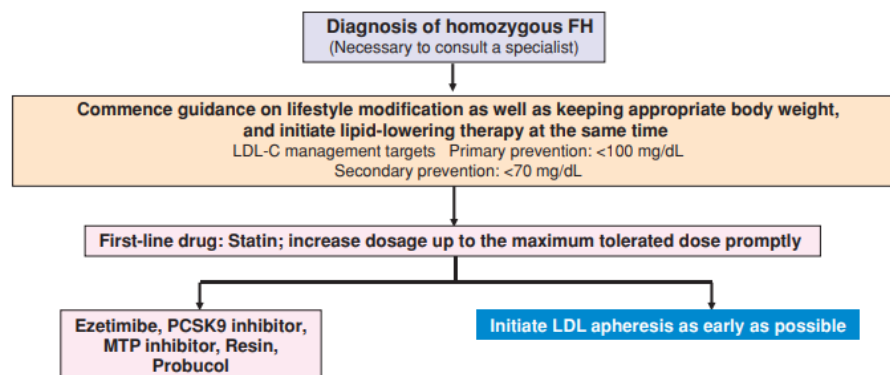 Diagnosis of homozygous FH
(Necessary to consult a specialist)
Commence guidance on lifestyle modification as well as keeping appropriate body weight,
and initiate lipid-lowering therapy at the same time
LDL-C management targets   Primary prevention: <100 mg/dL
Secondary prevention: <70 mg/dL
First-line drug: Statin; increase dosage up to the maximum tolerated dose promptly
Ezetimibe, PCSK9 inhibitor,
MTP inhibitor, Resin,
Probucol
Initiate LDL apheresis as early as possible